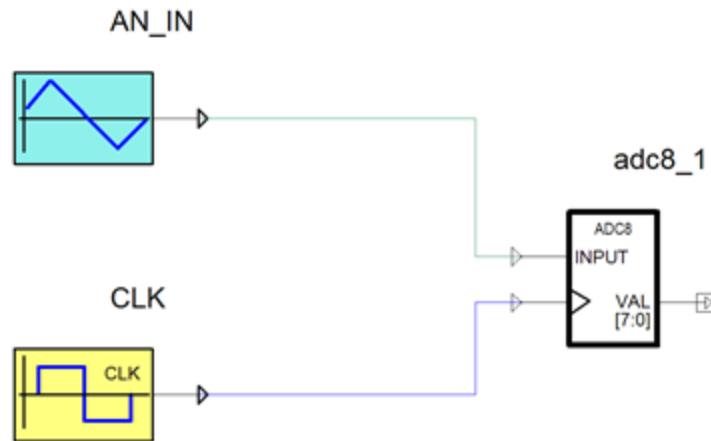 AN_IN
adc8_1
ADC8
INPUT
CLK
VAL
[7:0]
CLK